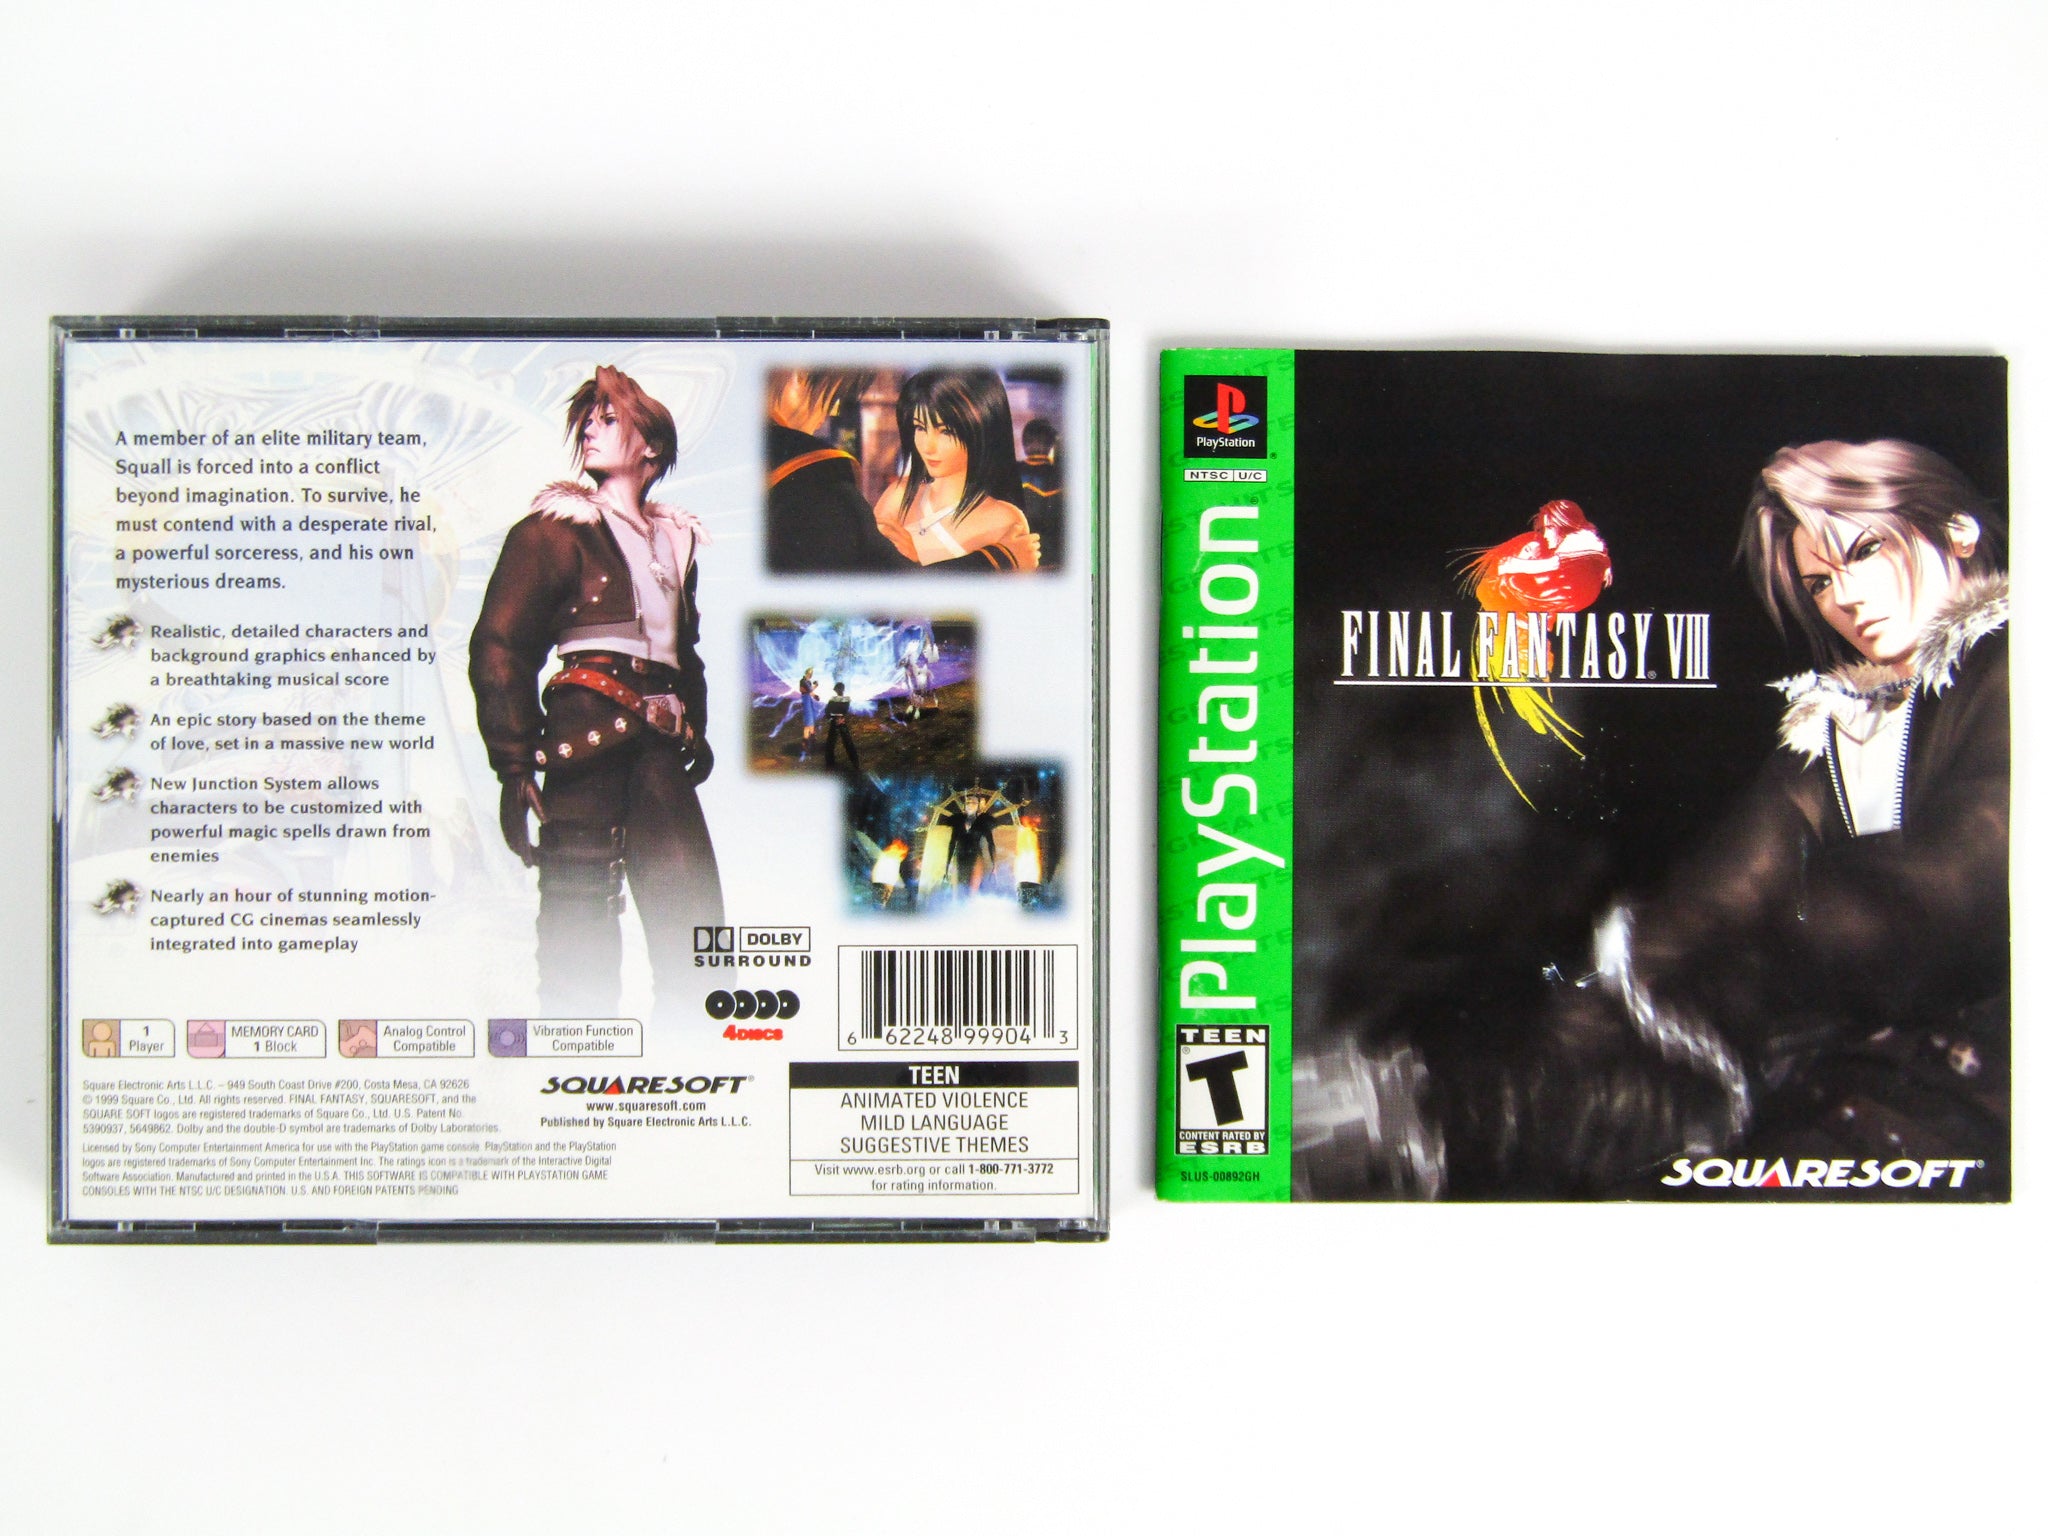 A member of an elite military team,
Squall is forced into a conflict
beyond imagination. To survive, he
must contend with a desperate rival,
a powerful sorceress, and his own
mysterious dreams.
Realistic, detailed characters and
background graphics enhanced by
a breathtaking musical score
An epic story based on the theme
of love, set in a massive new world
New Junction System allows
characters to be customized with
powerful magic spells drawn from
enemies
Nearly an hour of stunning motion-
captured CG cinemas seamlessly
integrated into gameplay
DOLBY
SURROUND
4 DISCS
6 62248 99904 3
1
Player
MEMORY CARD
1 Block
Analog Control
Compatible
Vibration Function
Compatible
Square Electronic Arts L.L.C. – 949 South Coast Drive #200, Costa Mesa, CA 92626
© 1999 Square Co., Ltd. All rights reserved. FINAL FANTASY, SQUARESOFT, and the
SQUARE SOFT logos are registered trademarks of Square Co., Ltd. U.S. Patent No.
5390937, 5649862. Dolby and the double-D symbol are trademarks of Dolby Laboratories.
Licensed by Sony Computer Entertainment America for use with the PlayStation game console. PlayStation and the PlayStation
logos are registered trademarks of Sony Computer Entertainment Inc. The ratings icon is a trademark of the Interactive Digital
Software Association. Manufactured and printed in the U.S.A. THIS SOFTWARE IS COMPATIBLE WITH PLAYSTATION GAME
CONSOLES WITH THE NTSC U/C DESIGNATION. U.S. AND FOREIGN PATENTS PENDING
SQUARESOFT®
www.squaresoft.com
Published by Square Electronic Arts L.L.C.
TEEN
ANIMATED VIOLENCE
MILD LANGUAGE
SUGGESTIVE THEMES
Visit www.esrb.org or call 1-800-771-3772
for rating information.
PlayStation
NTSC U/C
PlayStation
TEEN
T
CONTENT RATED BY
ESRB
SLUS-00892GH
FINAL FANTASY® VIII
SQUARESOFT®